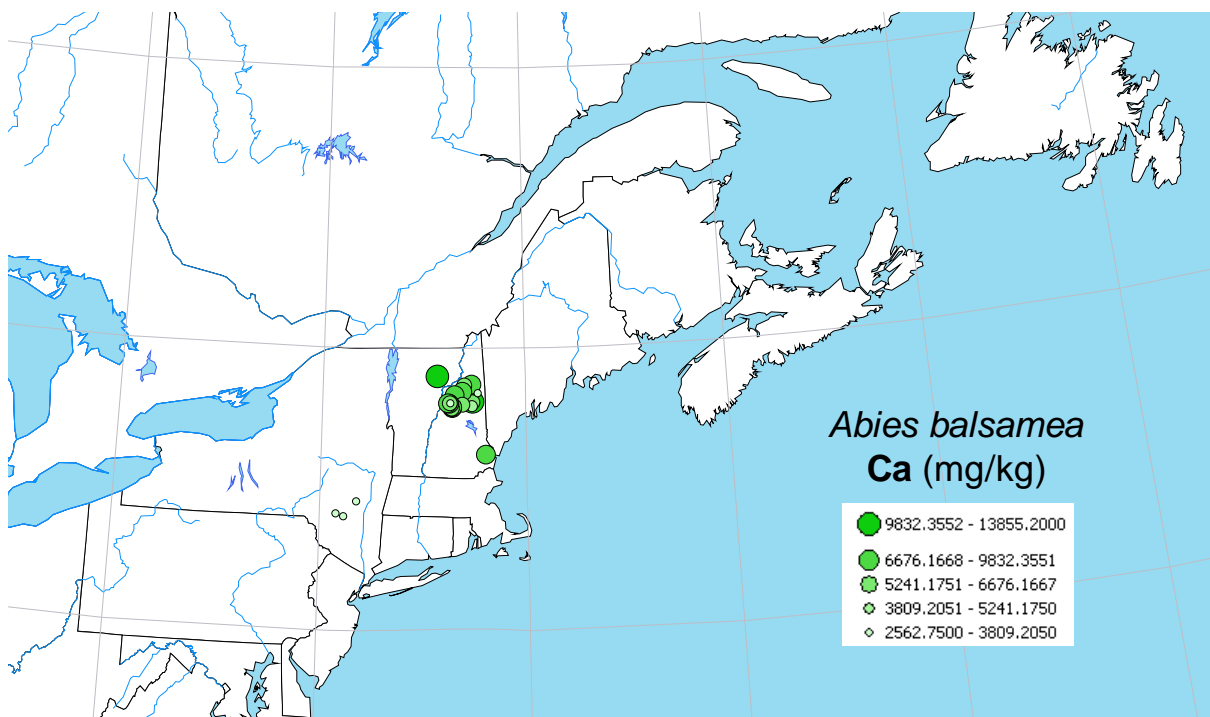 Abies balsamea
Ca (mg/kg)
9832.3552 - 13855.2000
6676.1668 - 9832.3551
5241.1751 - 6676.1667
3809.2051 - 5241.1750
2562.7500 - 3809.2050